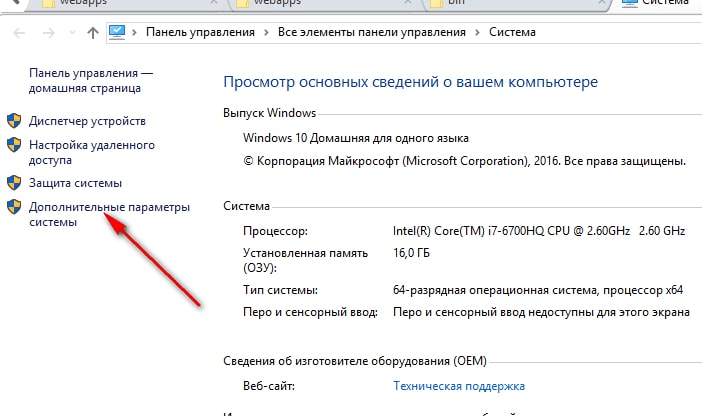 webapps webapps bin Система
Панель управления Все элементы панели управления Система
Панель управления —
домашняя страница
Диспетчер устройств
Настройка удаленного
доступа
Защита системы
Дополнительные параметры
системы
Просмотр основных сведений о вашем компьютере
Выпуск Windows
Windows 10 Домашняя для одного языка
© Корпорация Майкрософт (Microsoft Corporation), 2016. Все права защищены.
Система
Процессор: Intel(R) Core(TM) i7-6700HQ CPU @ 2.60GHz 2.60 GHz
Установленная память
(ОЗУ):
16,0 ГБ
Тип системы: 64-разрядная операционная система, процессор x64
Перо и сенсорный ввод: Перо и сенсорный ввод недоступны для этого экрана
Сведения об изготовителе оборудования (OEM)
Веб-сайт: Техническая поддержка